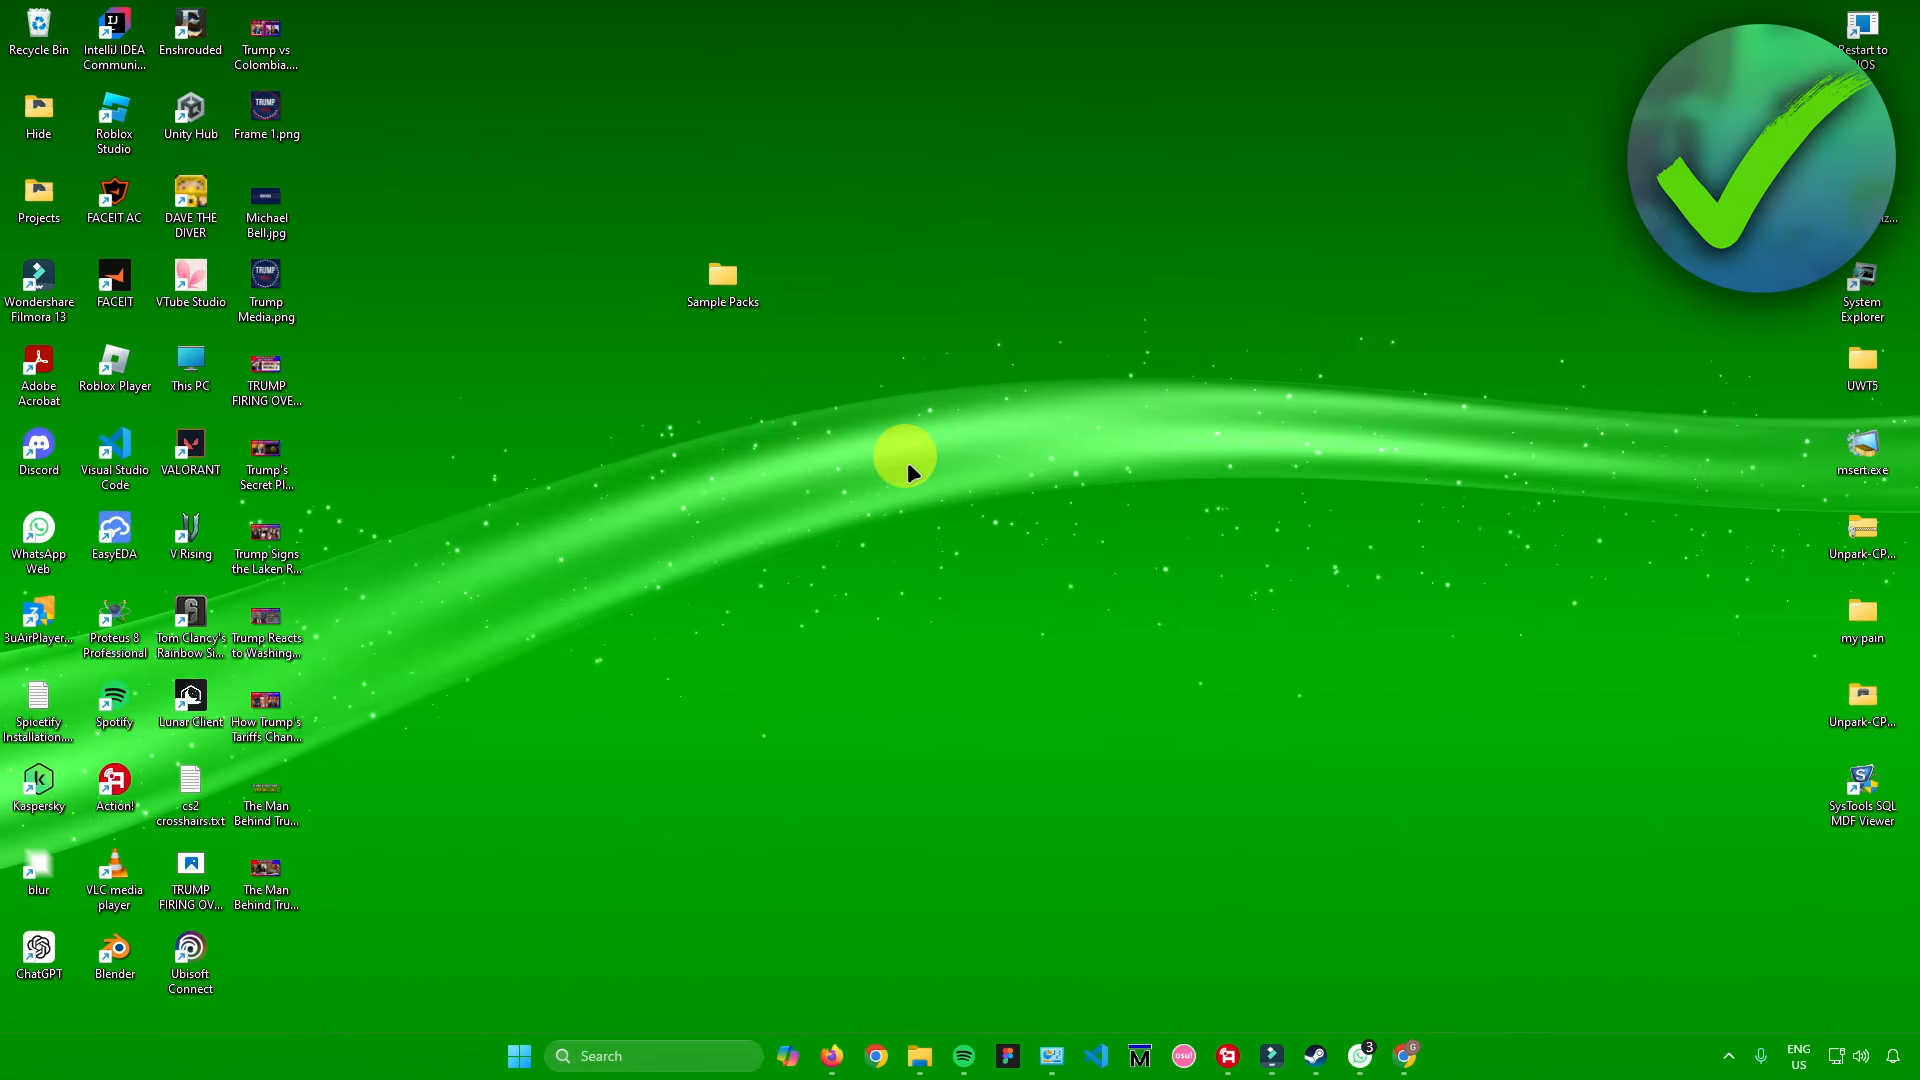 Recycle Bin
IntelliJ IDEA
Communi...
Enshrouded
Trump vs
Colombia....
Restart to
Hide
Roblox
Studio
Unity Hub
Frame 1.png
Projects
FACEIT AC
DAVE THE
DIVER
Michael
Bell.jpg
Wondershare
Filmora 13
FACEIT
VTube Studio
Trump
Media.png
Sample Packs
System
Explorer
Adobe
Acrobat
Roblox Player
This PC
TRUMP
FIRING OVE...
UWT5
Discord
Visual Studio
Code
VALORANT
Trump's
Secret Pl...
msert.exe
WhatsApp
Web
EasyEDA
V Rising
Trump Signs
the Laken R...
Unpark-CP...
3uAirPlayer...
Proteus 8
Professional
Tom Clancy's
Rainbow Si...
Trump Reacts
to Washing...
my pain
Spicetify
Installation....
Spotify
Lunar Client
How Trump's
Tariffs Chan...
Unpark-CP...
Kaspersky
Action!
cs2
crosshairs.txt
The Man
Behind Tru...
SysTools SQL
MDF Viewer
blur
VLC media
player
TRUMP
FIRING OV...
The Man
Behind Tru...
ChatGPT
Blender
Ubisoft
Connect
Search
osu!
3
G
ENG
US